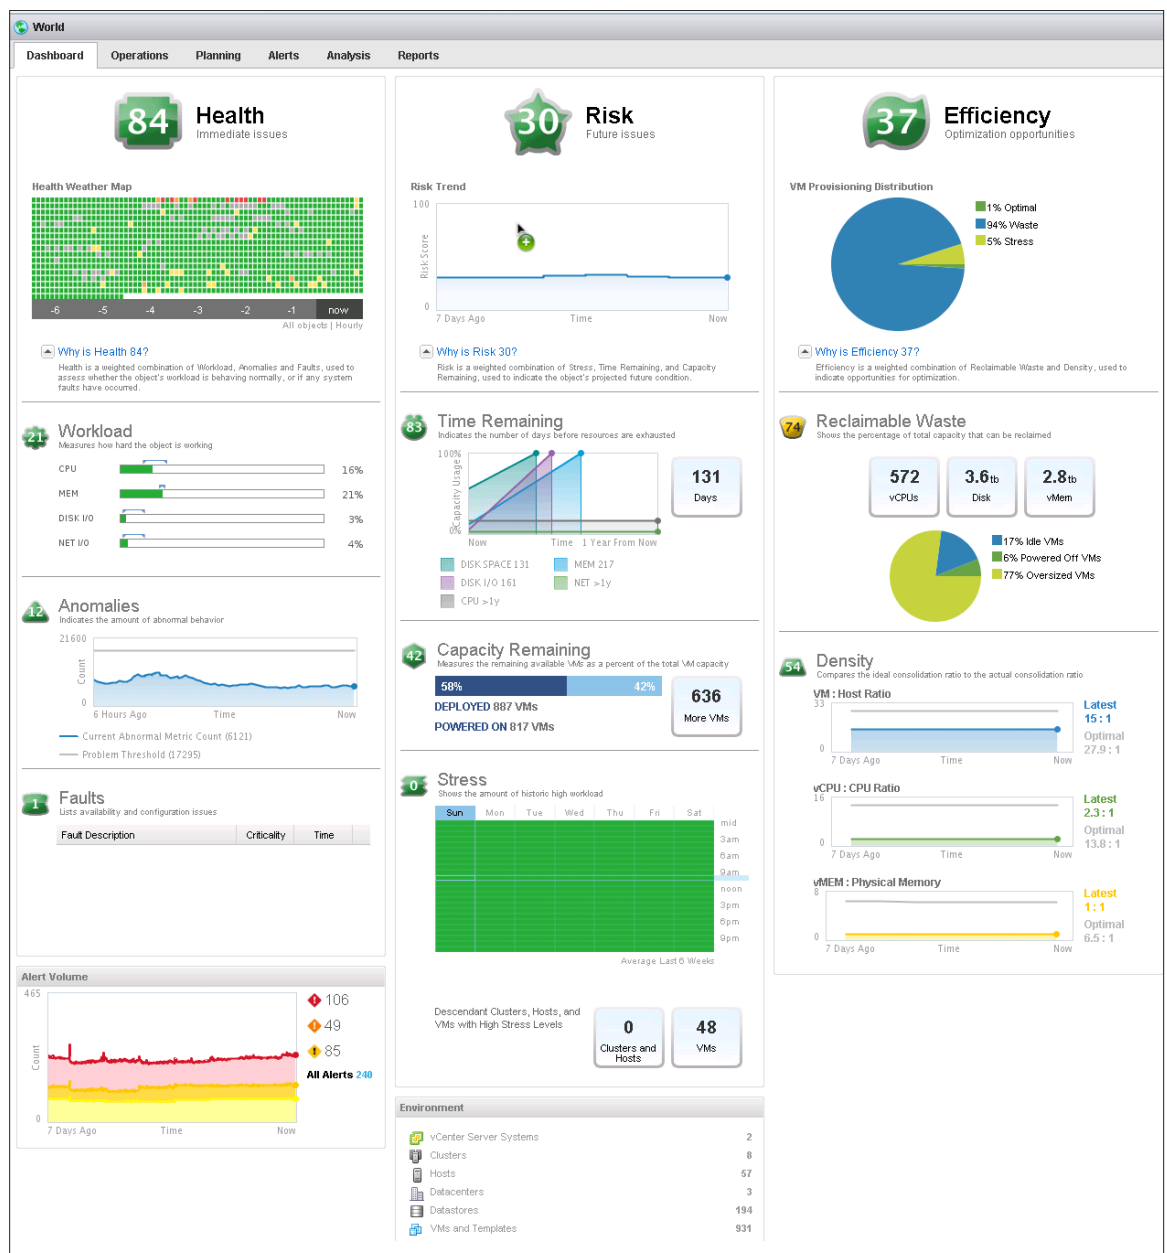 World
Dashboard Operations Planning Alerts Analysis Reports
84
Health
Immediate issues
Health Weather Map
-6 -5 -4 -3 -2 -1 now
All objects | Hourly
Why is Health 84?
Health is a weighted combination of Workload, Anomalies and Faults, used to
assess whether the object's workload is behaving normally, or if any system
faults have occurred.
21
Workload
Measures how hard the object is working
CPU 16%
MEM 21%
DISK I/O 3%
NET I/O 4%
12
Anomalies
Indicates the amount of abnormal behavior
21600
Count
0
6 Hours Ago Time Now
Current Abnormal Metric Count (6121)
Problem Threshold (17295)
1
Faults
Lists availability and configuration issues
Fault Description Criticality Time
Alert Volume
465
Count
0
7 Days Ago Time Now
106
49
85
All Alerts 240
30
Risk
Future issues
Risk Trend
100
Risk Score
0
7 Days Ago Time Now
Why is Risk 30?
Risk is a weighted combination of Stress, Time Remaining, and Capacity
Remaining, used to indicate the object's projected future condition.
83
Time Remaining
Indicates the number of days before resources are exhausted
100%
Capacity Usage
0%
Now Time 1 Year From Now
131
Days
DISK SPACE 131 MEM 217
DISK I/O 161 NET >1y
CPU >1y
42
Capacity Remaining
Measures the remaining available VMs as a percent of the total VM capacity
58% 42%
DEPLOYED 887 VMs
POWERED ON 817 VMs
636
More VMs
0
Stress
Shows the amount of historic high workload
Sun Mon Tue Wed Thu Fri Sat
mid
3am
6am
9am
noon
3pm
6pm
9pm
Average Last 6 Weeks
Descendant Clusters, Hosts, and
VMs with High Stress Levels
0
Clusters and
Hosts
48
VMs
Environment
vCenter Server Systems 2
Clusters 8
Hosts 57
Datacenters 3
Datastores 194
VMs and Templates 931
37
Efficiency
Optimization opportunities
VM Provisioning Distribution
1% Optimal
94% Waste
5% Stress
Why is Efficiency 37?
Efficiency is a weighted combination of Reclaimable Waste and Density, used to
indicate opportunities for optimization.
74
Reclaimable Waste
Shows the percentage of total capacity that can be reclaimed
572
vCPUs
3.6tb
Disk
2.8tb
vMem
17% Idle VMs
6% Powered Off VMs
77% Oversized VMs
54
Density
Compares the ideal consolidation ratio to the actual consolidation ratio
VM : Host Ratio
33
0
7 Days Ago Time Now
Latest
15 : 1
Optimal
27.9 : 1
vCPU : CPU Ratio
16
0
7 Days Ago Time Now
Latest
2.3 : 1
Optimal
13.8 : 1
vMEM : Physical Memory
8
0
7 Days Ago Time Now
Latest
1 : 1
Optimal
6.5 : 1